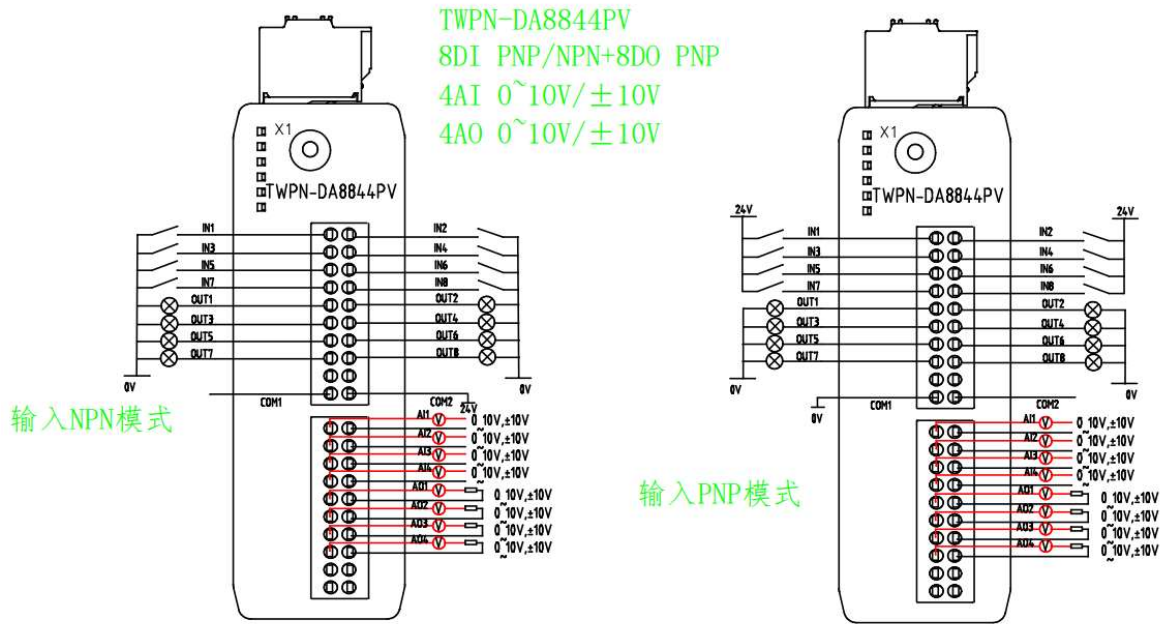 TWPN-DA8844PV
8DI PNP/NPN+8DO PNP
4AI 0~10V/±10V
4AO 0~10V/±10V
X1
TWPN-DA8844PV
IN1
IN2
IN3
IN4
IN5
IN6
IN7
IN8
OUT1
OUT2
OUT3
OUT4
OUT5
OUT6
OUT7
OUT8
0V
0V
COM1
COM2
24V
输入NPN模式
AI1
0~10V,±10V
AI2
0~10V,±10V
AI3
0~10V,±10V
AI4
0~10V,±10V
AO1
0~10V,±10V
AO2
0~10V,±10V
AO3
0~10V,±10V
AO4
0~10V,±10V
X1
TWPN-DA8844PV
24V
24V
IN1
IN2
IN3
IN4
IN5
IN6
IN7
IN8
OUT1
OUT2
OUT3
OUT4
OUT5
OUT6
OUT7
OUT8
0V
0V
0V
COM1
COM2
输入PNP模式
AI1
0~10V,±10V
AI2
0~10V,±10V
AI3
0~10V,±10V
AI4
0~10V,±10V
AO1
0~10V,±10V
AO2
0~10V,±10V
AO3
0~10V,±10V
AO4
0~10V,±10V